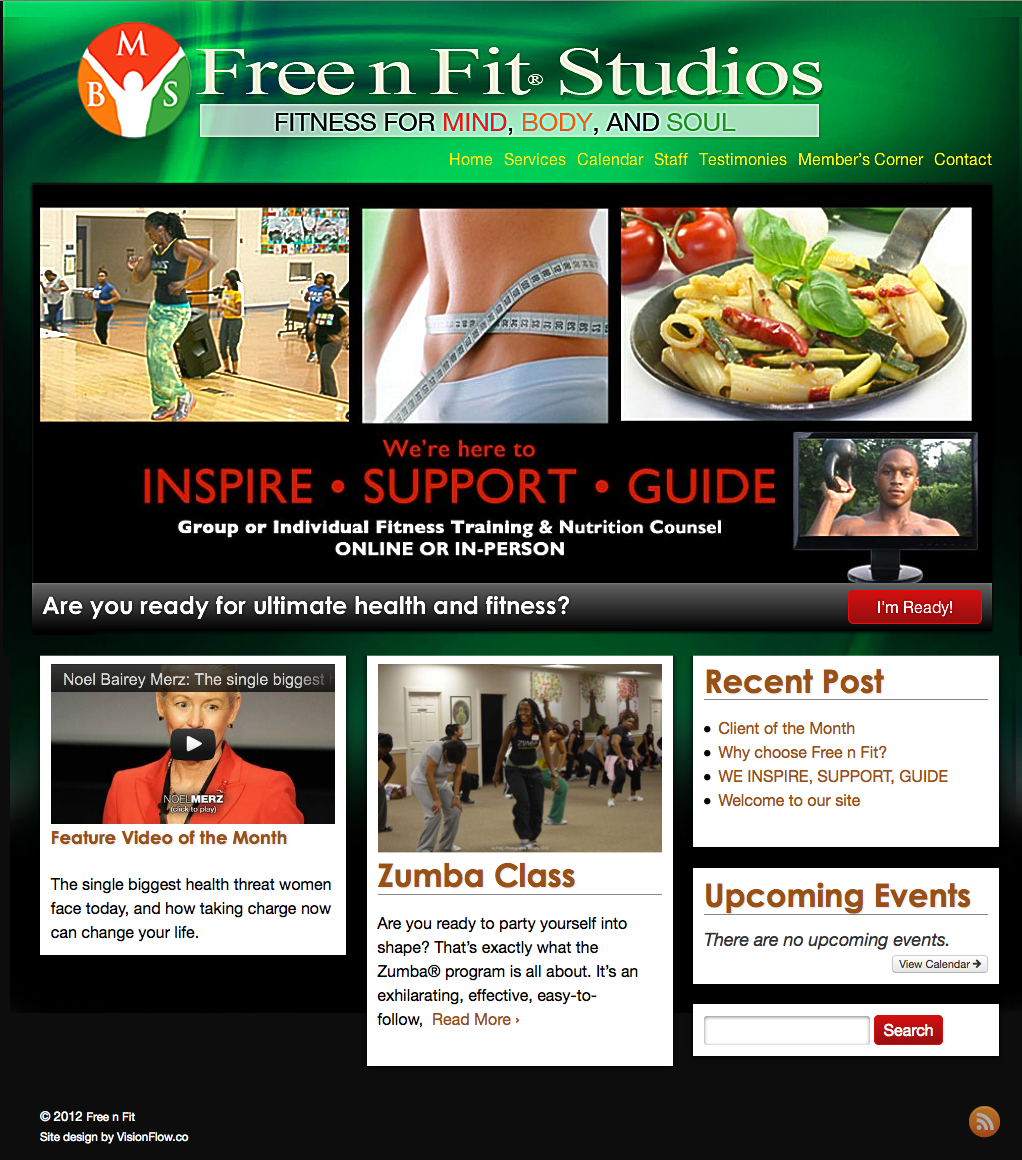 M
B S
Free n Fit® Studios
FITNESS FOR MIND, BODY, AND SOUL
Home Services Calendar Staff Testimonies Member's Corner Contact
We're here to
INSPIRE • SUPPORT • GUIDE
Group or Individual Fitness Training & Nutrition Counsel
ONLINE OR IN-PERSON
Are you ready for ultimate health and fitness?
I'm Ready!
Noel Bairey Merz: The single biggest
NOELMERZ
(click to play)
Feature Video of the Month
The single biggest health threat women
face today, and how taking charge now
can change your life.
Zumba Class
Are you ready to party yourself into
shape? That's exactly what the
Zumba® program is all about. It's an
exhilarating, effective, easy-to-
follow, Read More ›
Recent Post
Client of the Month
Why choose Free n Fit?
WE INSPIRE, SUPPORT, GUIDE
Welcome to our site
Upcoming Events
There are no upcoming events.
View Calendar →
Search
© 2012 Free n Fit
Site design by VisionFlow.co